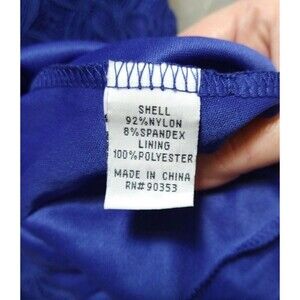 SHELL
92%NYLON
8%SPANDEX
LINING
100%POLYESTER
MADE IN CHINA
RN#90353